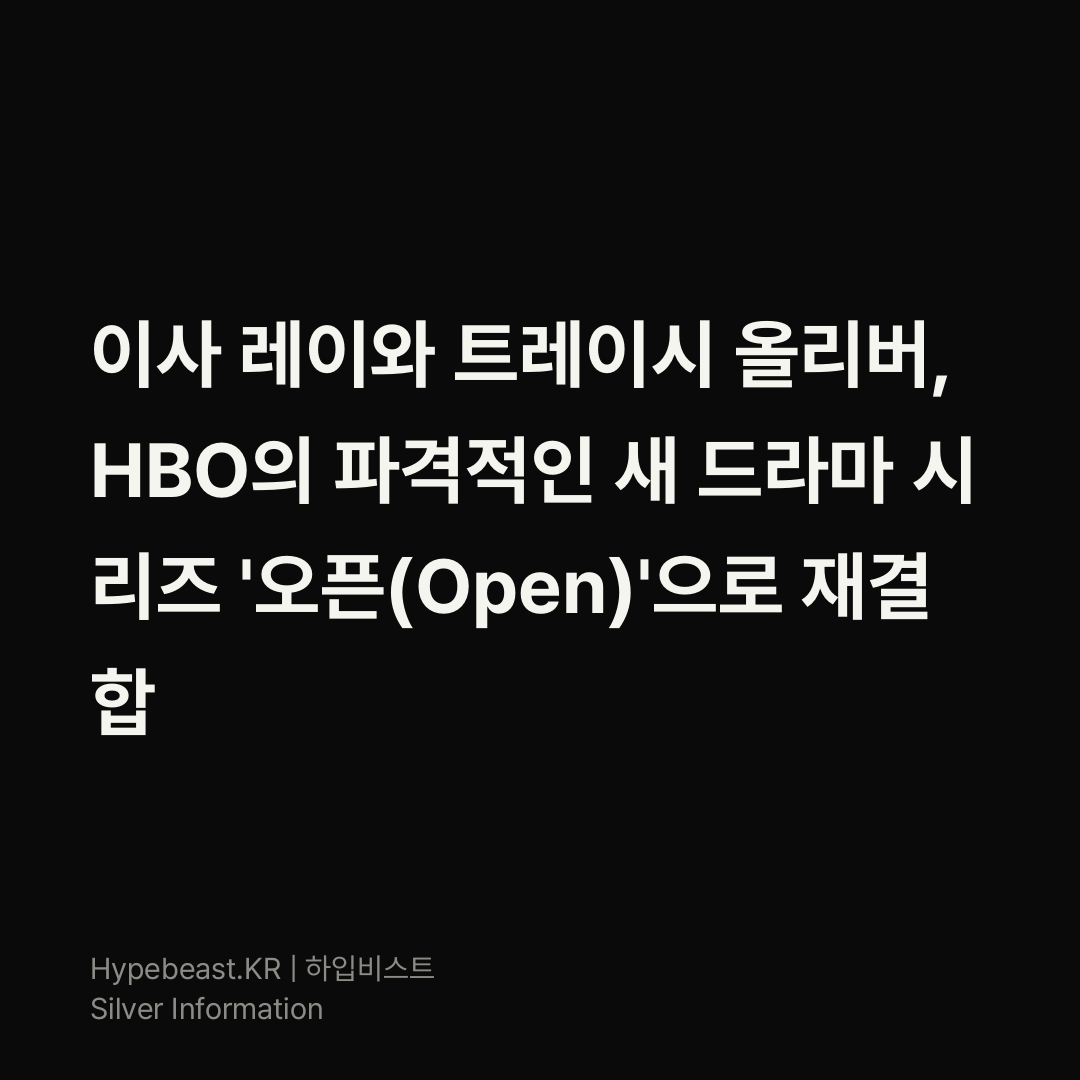 이사 레이와 트레이시 올리버,
HBO의 파격적인 새 드라마 시
리즈 '오픈(Open)'으로 재결
합
Hypebeast.KR | 하입비스트
Silver Information